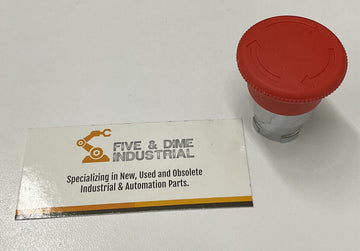 FIVE & DIME
INDUSTRIAL
Specializing in New, Used and Obsolete
Industrial & Automation Parts.